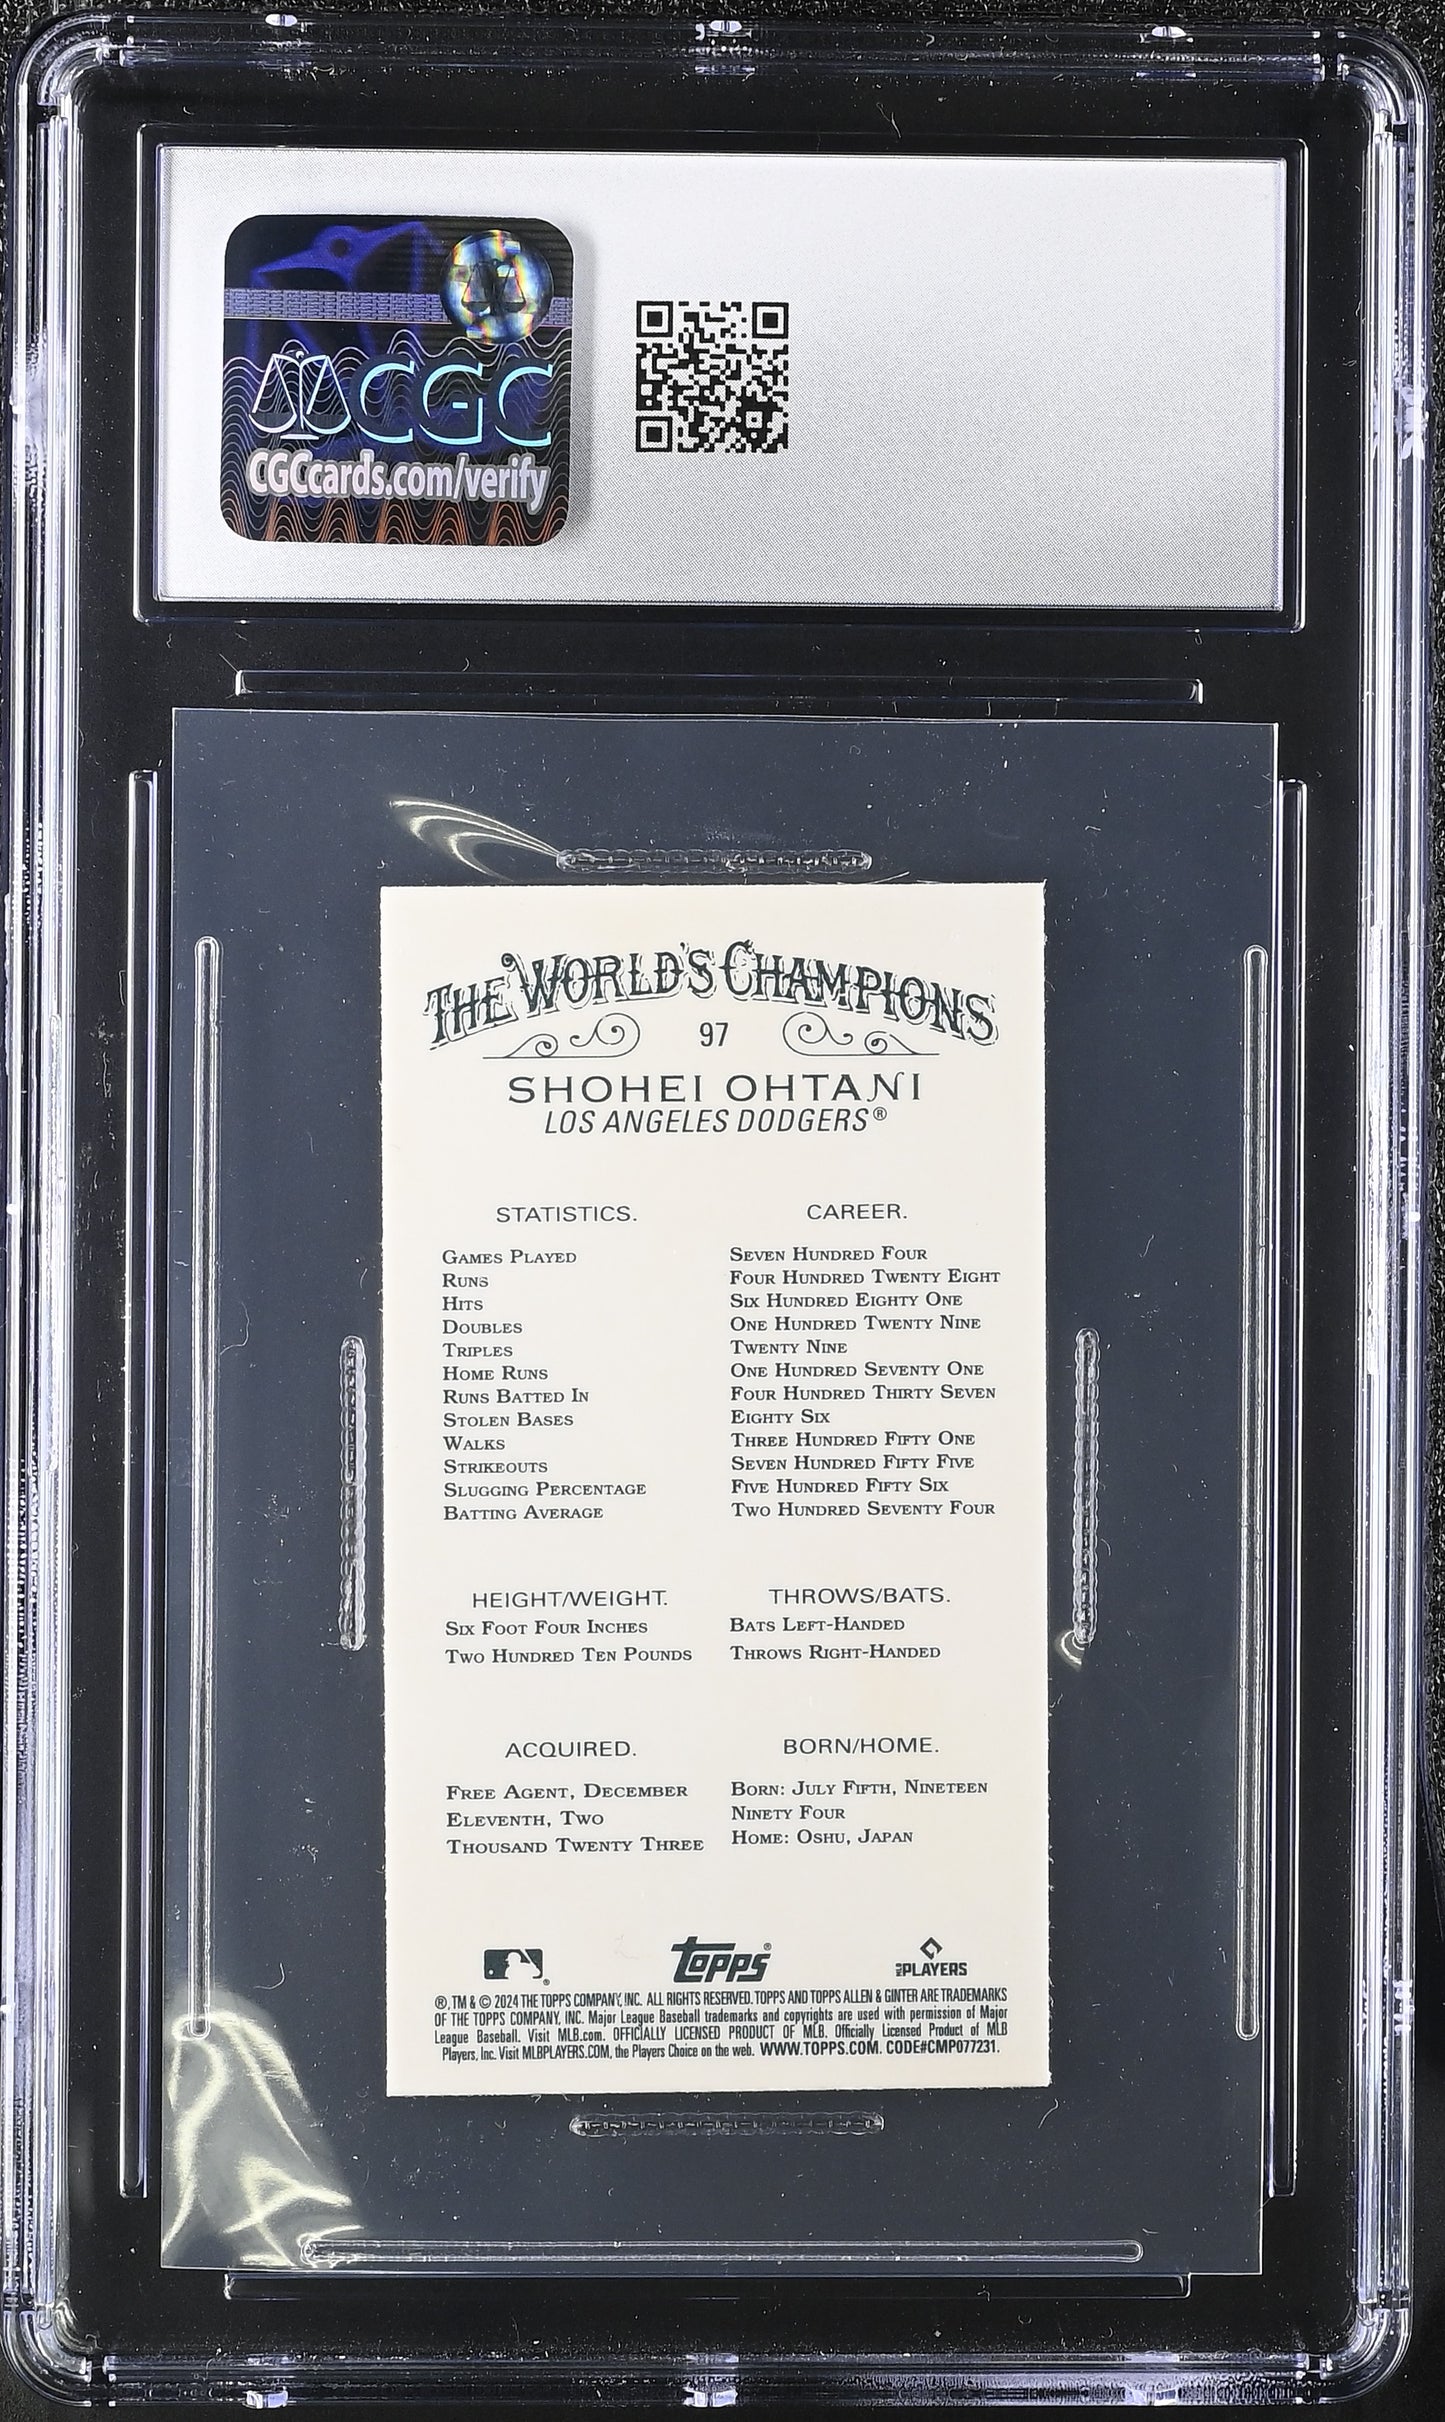 CGC
CGCcards.com/verify
THE WORLD'S CHAMPIONS
97
SHOHEI OHTANI
LOS ANGELES DODGERS®
STATISTICS. CAREER.
GAMES PLAYED SEVEN HUNDRED FOUR
RUNS FOUR HUNDRED TWENTY EIGHT
HITS SIX HUNDRED EIGHTY ONE
DOUBLES ONE HUNDRED TWENTY NINE
TRIPLES TWENTY NINE
HOME RUNS ONE HUNDRED SEVENTY ONE
RUNS BATTED IN FOUR HUNDRED THIRTY SEVEN
STOLEN BASES EIGHTY SIX
WALKS THREE HUNDRED FIFTY ONE
STRIKEOUTS SEVEN HUNDRED FIFTY FIVE
SLUGGING PERCENTAGE FIVE HUNDRED FIFTY SIX
BATTING AVERAGE TWO HUNDRED SEVENTY FOUR
HEIGHT/WEIGHT.
SIX FOOT FOUR INCHES
TWO HUNDRED TEN POUNDS
THROWS/BATS.
BATS LEFT-HANDED
THROWS RIGHT-HANDED
ACQUIRED.
FREE AGENT, DECEMBER
ELEVENTH, TWO
THOUSAND TWENTY THREE
BORN/HOME.
BORN: JULY FIFTH, NINETEEN
NINETY FOUR
HOME: OSHU, JAPAN
topps®
MLB PLAYERS
®, TM & © 2024 THE TOPPS COMPANY, INC. ALL RIGHTS RESERVED. TOPPS AND TOPPS ALLEN & GINTER ARE TRADEMARKS
OF THE TOPPS COMPANY, INC. Major League Baseball trademarks and copyrights are used with permission of Major
League Baseball. Visit MLB.com. OFFICIALLY LICENSED PRODUCT OF MLB. Officially Licensed Product of MLB
Players, Inc. Visit MLBPLAYERS.COM, the Players Choice on the web. WWW.TOPPS.COM. CODE#CMP077231.